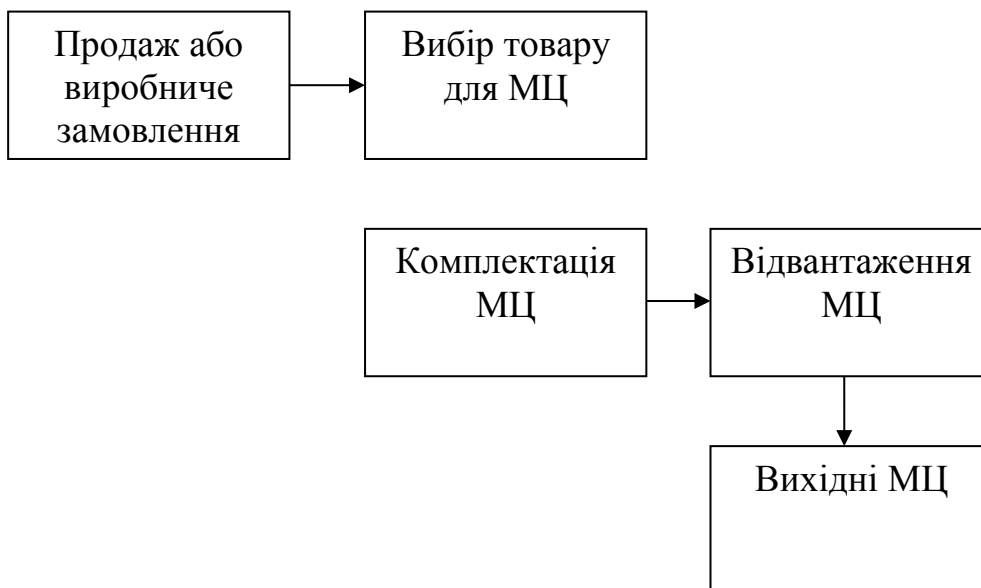 Продаж або
виробниче
замовлення
Вибір товару
для МЦ
Комплектація
МЦ
Відвантаження
МЦ
Вихідні МЦ